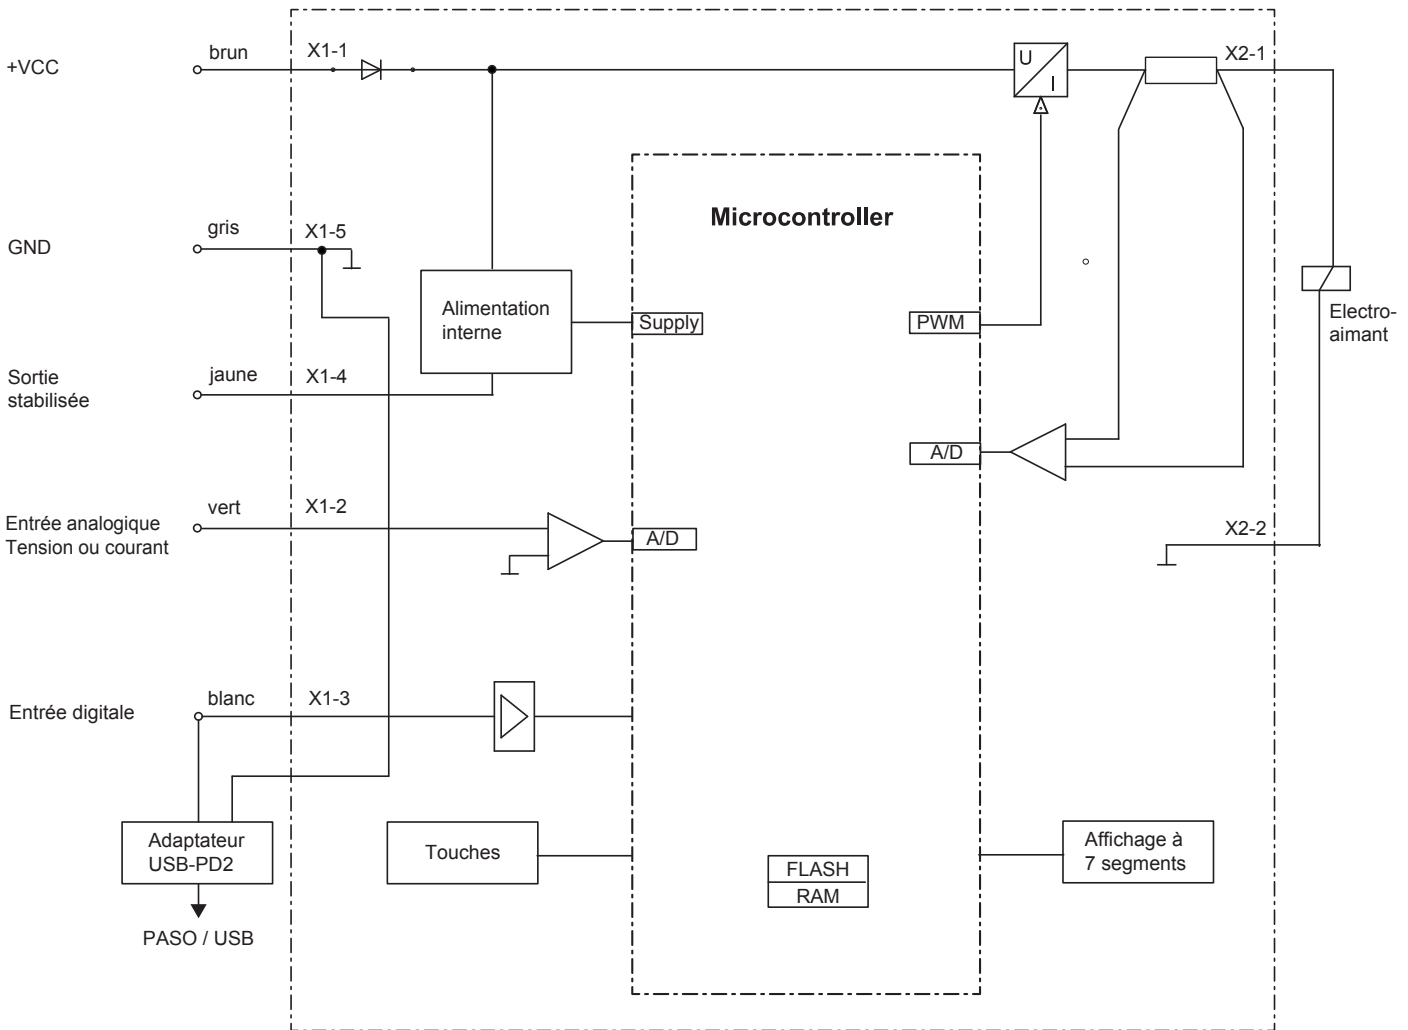 +VCC
brun
X1-1
U
I
X2-1
Microcontroller
GND
gris
X1-5
Alimentation
interne
Supply
PWM
Electro-
aimant
Sortie
stabilisée
jaune
X1-4
A/D
Entrée analogique
Tension ou courant
vert
X1-2
A/D
X2-2
Entrée digitale
blanc
X1-3
Adaptateur
USB-PD2
Touches
FLASH
RAM
Affichage à
7 segments
PASO / USB